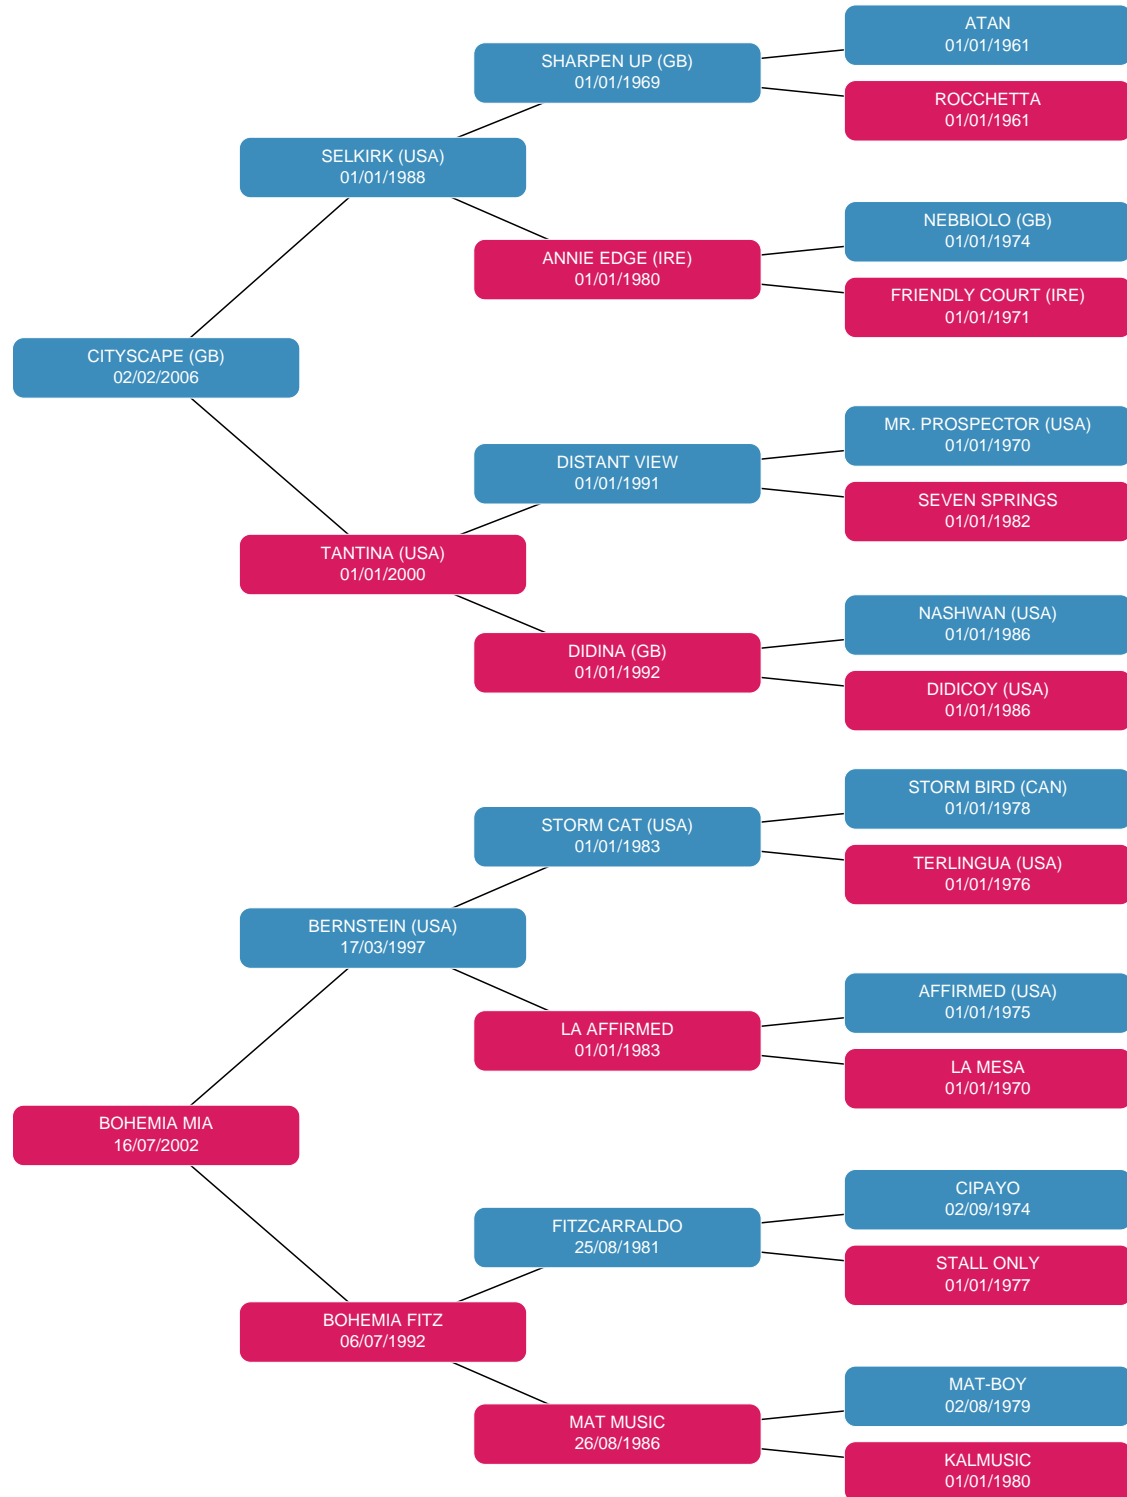 ATAN
01/01/1961
SHARPEN UP (GB)
01/01/1969
ROCCHETTA
01/01/1961
SELKIRK (USA)
01/01/1988
NEBBIOLO (GB)
01/01/1974
ANNIE EDGE (IRE)
01/01/1980
FRIENDLY COURT (IRE)
01/01/1971
CITYSCAPE (GB)
02/02/2006
MR. PROSPECTOR (USA)
01/01/1970
DISTANT VIEW
01/01/1991
SEVEN SPRINGS
01/01/1982
TANTINA (USA)
01/01/2000
NASHWAN (USA)
01/01/1986
DIDINA (GB)
01/01/1992
DIDICOY (USA)
01/01/1986
STORM BIRD (CAN)
01/01/1978
STORM CAT (USA)
01/01/1983
TERLINGUA (USA)
01/01/1976
BERNSTEIN (USA)
17/03/1997
AFFIRMED (USA)
01/01/1975
LA AFFIRMED
01/01/1983
LA MESA
01/01/1970
BOHEMIA MIA
16/07/2002
CIPAYO
02/09/1974
FITZCARRALDO
25/08/1981
STALL ONLY
01/01/1977
BOHEMIA FITZ
06/07/1992
MAT-BOY
02/08/1979
MAT MUSIC
26/08/1986
KALMUSIC
01/01/1980